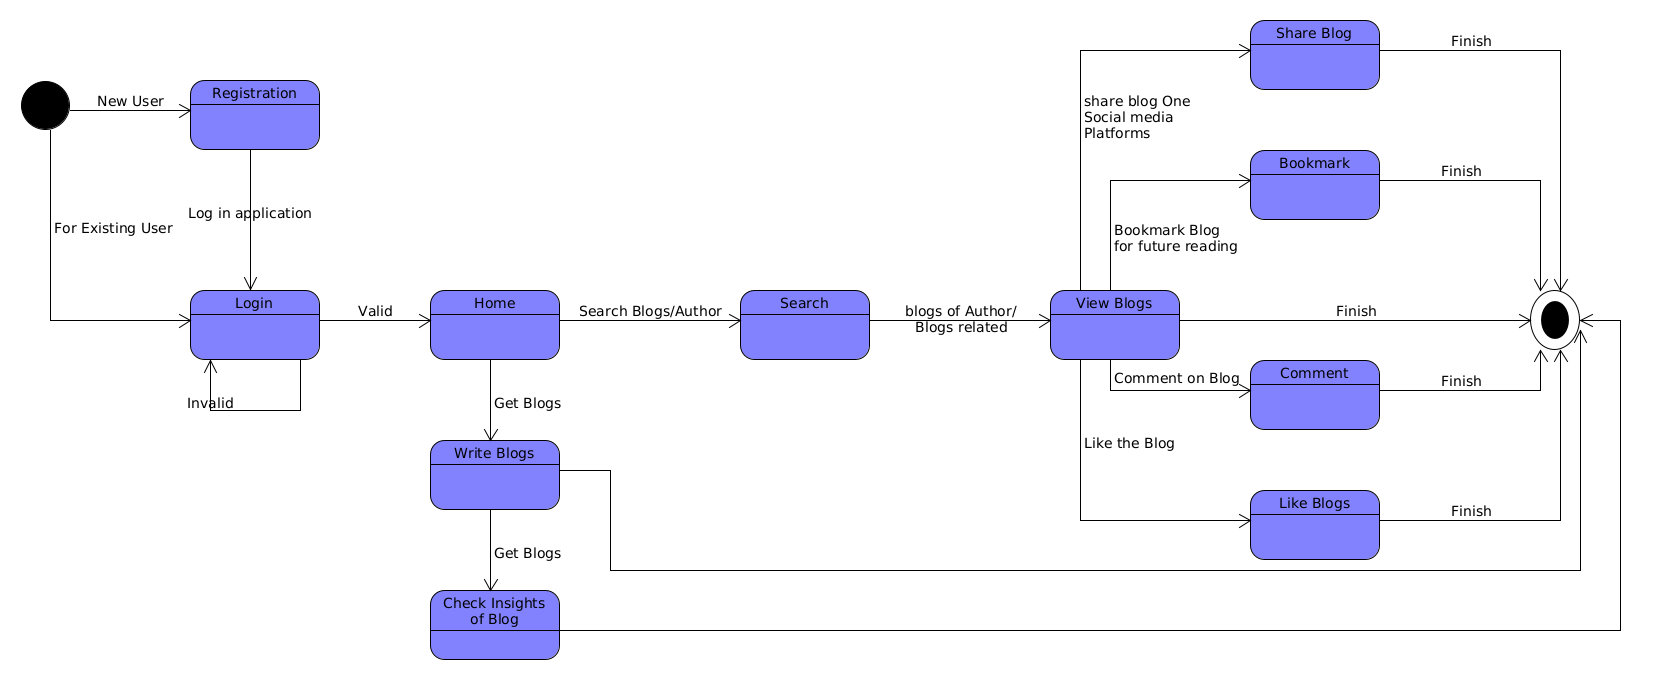 Share Blog
Finish
Registration
New User
share blog One
Social media
Platforms
Bookmark
Finish
Log in application
For Existing User
Bookmark Blog
for future reading
Login
Valid
Home
Search Blogs/Author
Search
blogs of Author/
Blogs related
View Blogs
Finish
Invalid
Get Blogs
Comment on Blog
Comment
Finish
Write Blogs
Like the Blog
Get Blogs
Like Blogs
Finish
Check Insights
of Blog